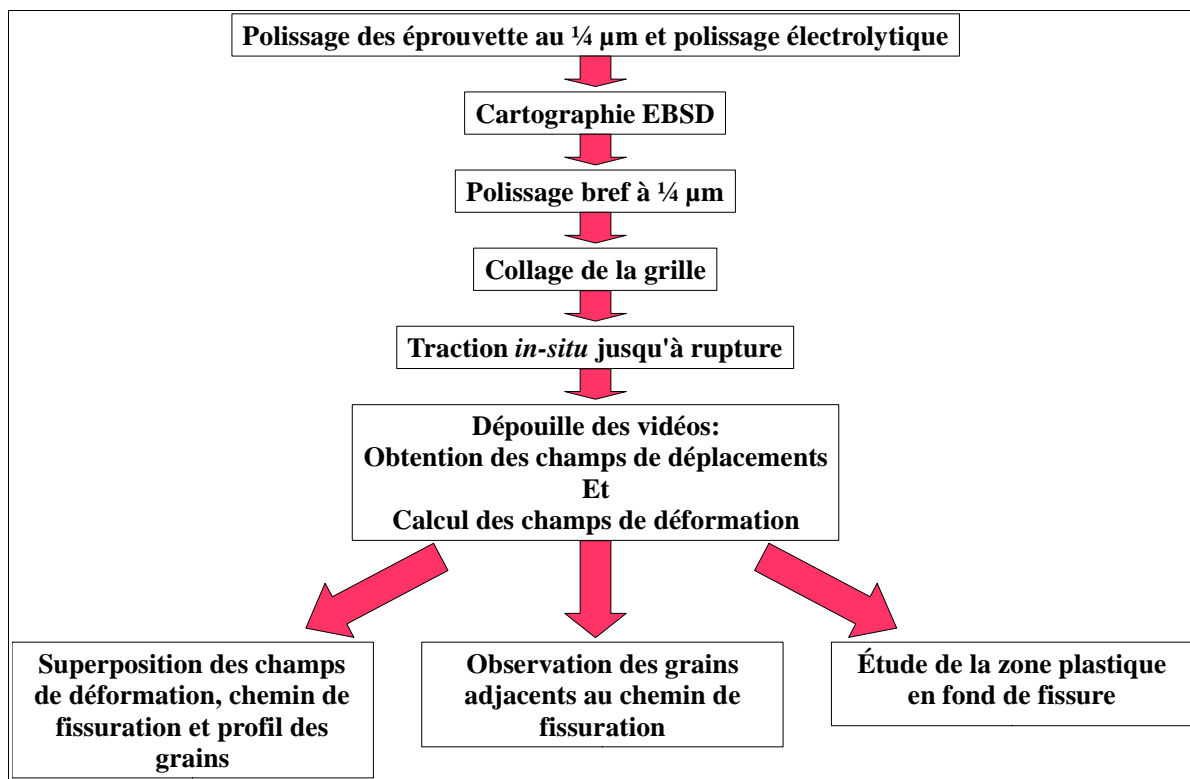 Polissage des éprouvette au ¼ µm et polissage électrolytique
Cartographie EBSD
Polissage bref à ¼ µm
Collage de la grille
Traction in-situ jusqu'à rupture
Dépouille des vidéos:
Obtention des champs de déplacements
Et
Calcul des champs de déformation
Superposition des champs
de déformation, chemin de
fissuration et profil des
grains
Observation des grains
adjacents au chemin de
fissuration
Étude de la zone plastique
en fond de fissure